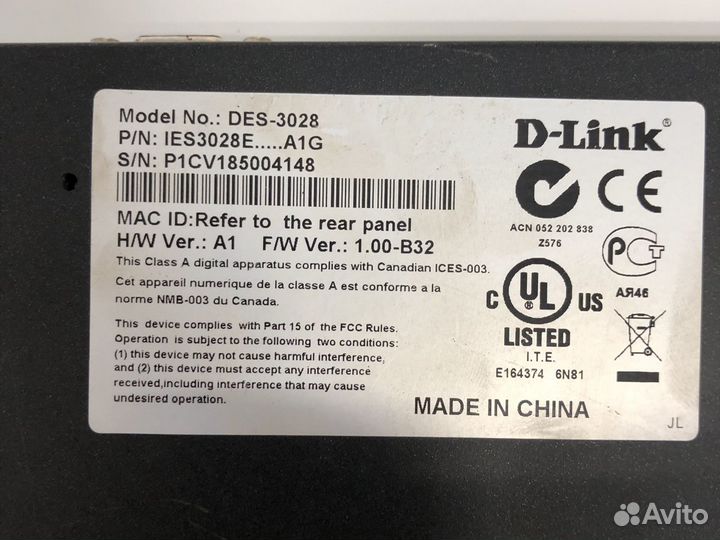 Model No.: DES-3028
P/N: IES3028E.....A1G
S/N: P1CV185004148
MAC ID:Refer to the rear panel
H/W Ver.: A1 F/W Ver.: 1.00-B32
This Class A digital apparatus complies with Canadian ICES-003.
Cet appareil numerique de la classe A est conforme a la
norme NMB-003 du Canada.
This device complies with Part 15 of the FCC Rules.
Operation is subject to the following two conditions:
(1) this device may not cause harmful interference,
and (2) this device must accept any interference
received,including interference that may cause
undesired operation.
D-Link®
CE
ACN 052 202 838
Z576
PCT
АЯ46
C UL® US
LISTED
I.T.E.
E164374 6N81
MADE IN CHINA
JL
Avito